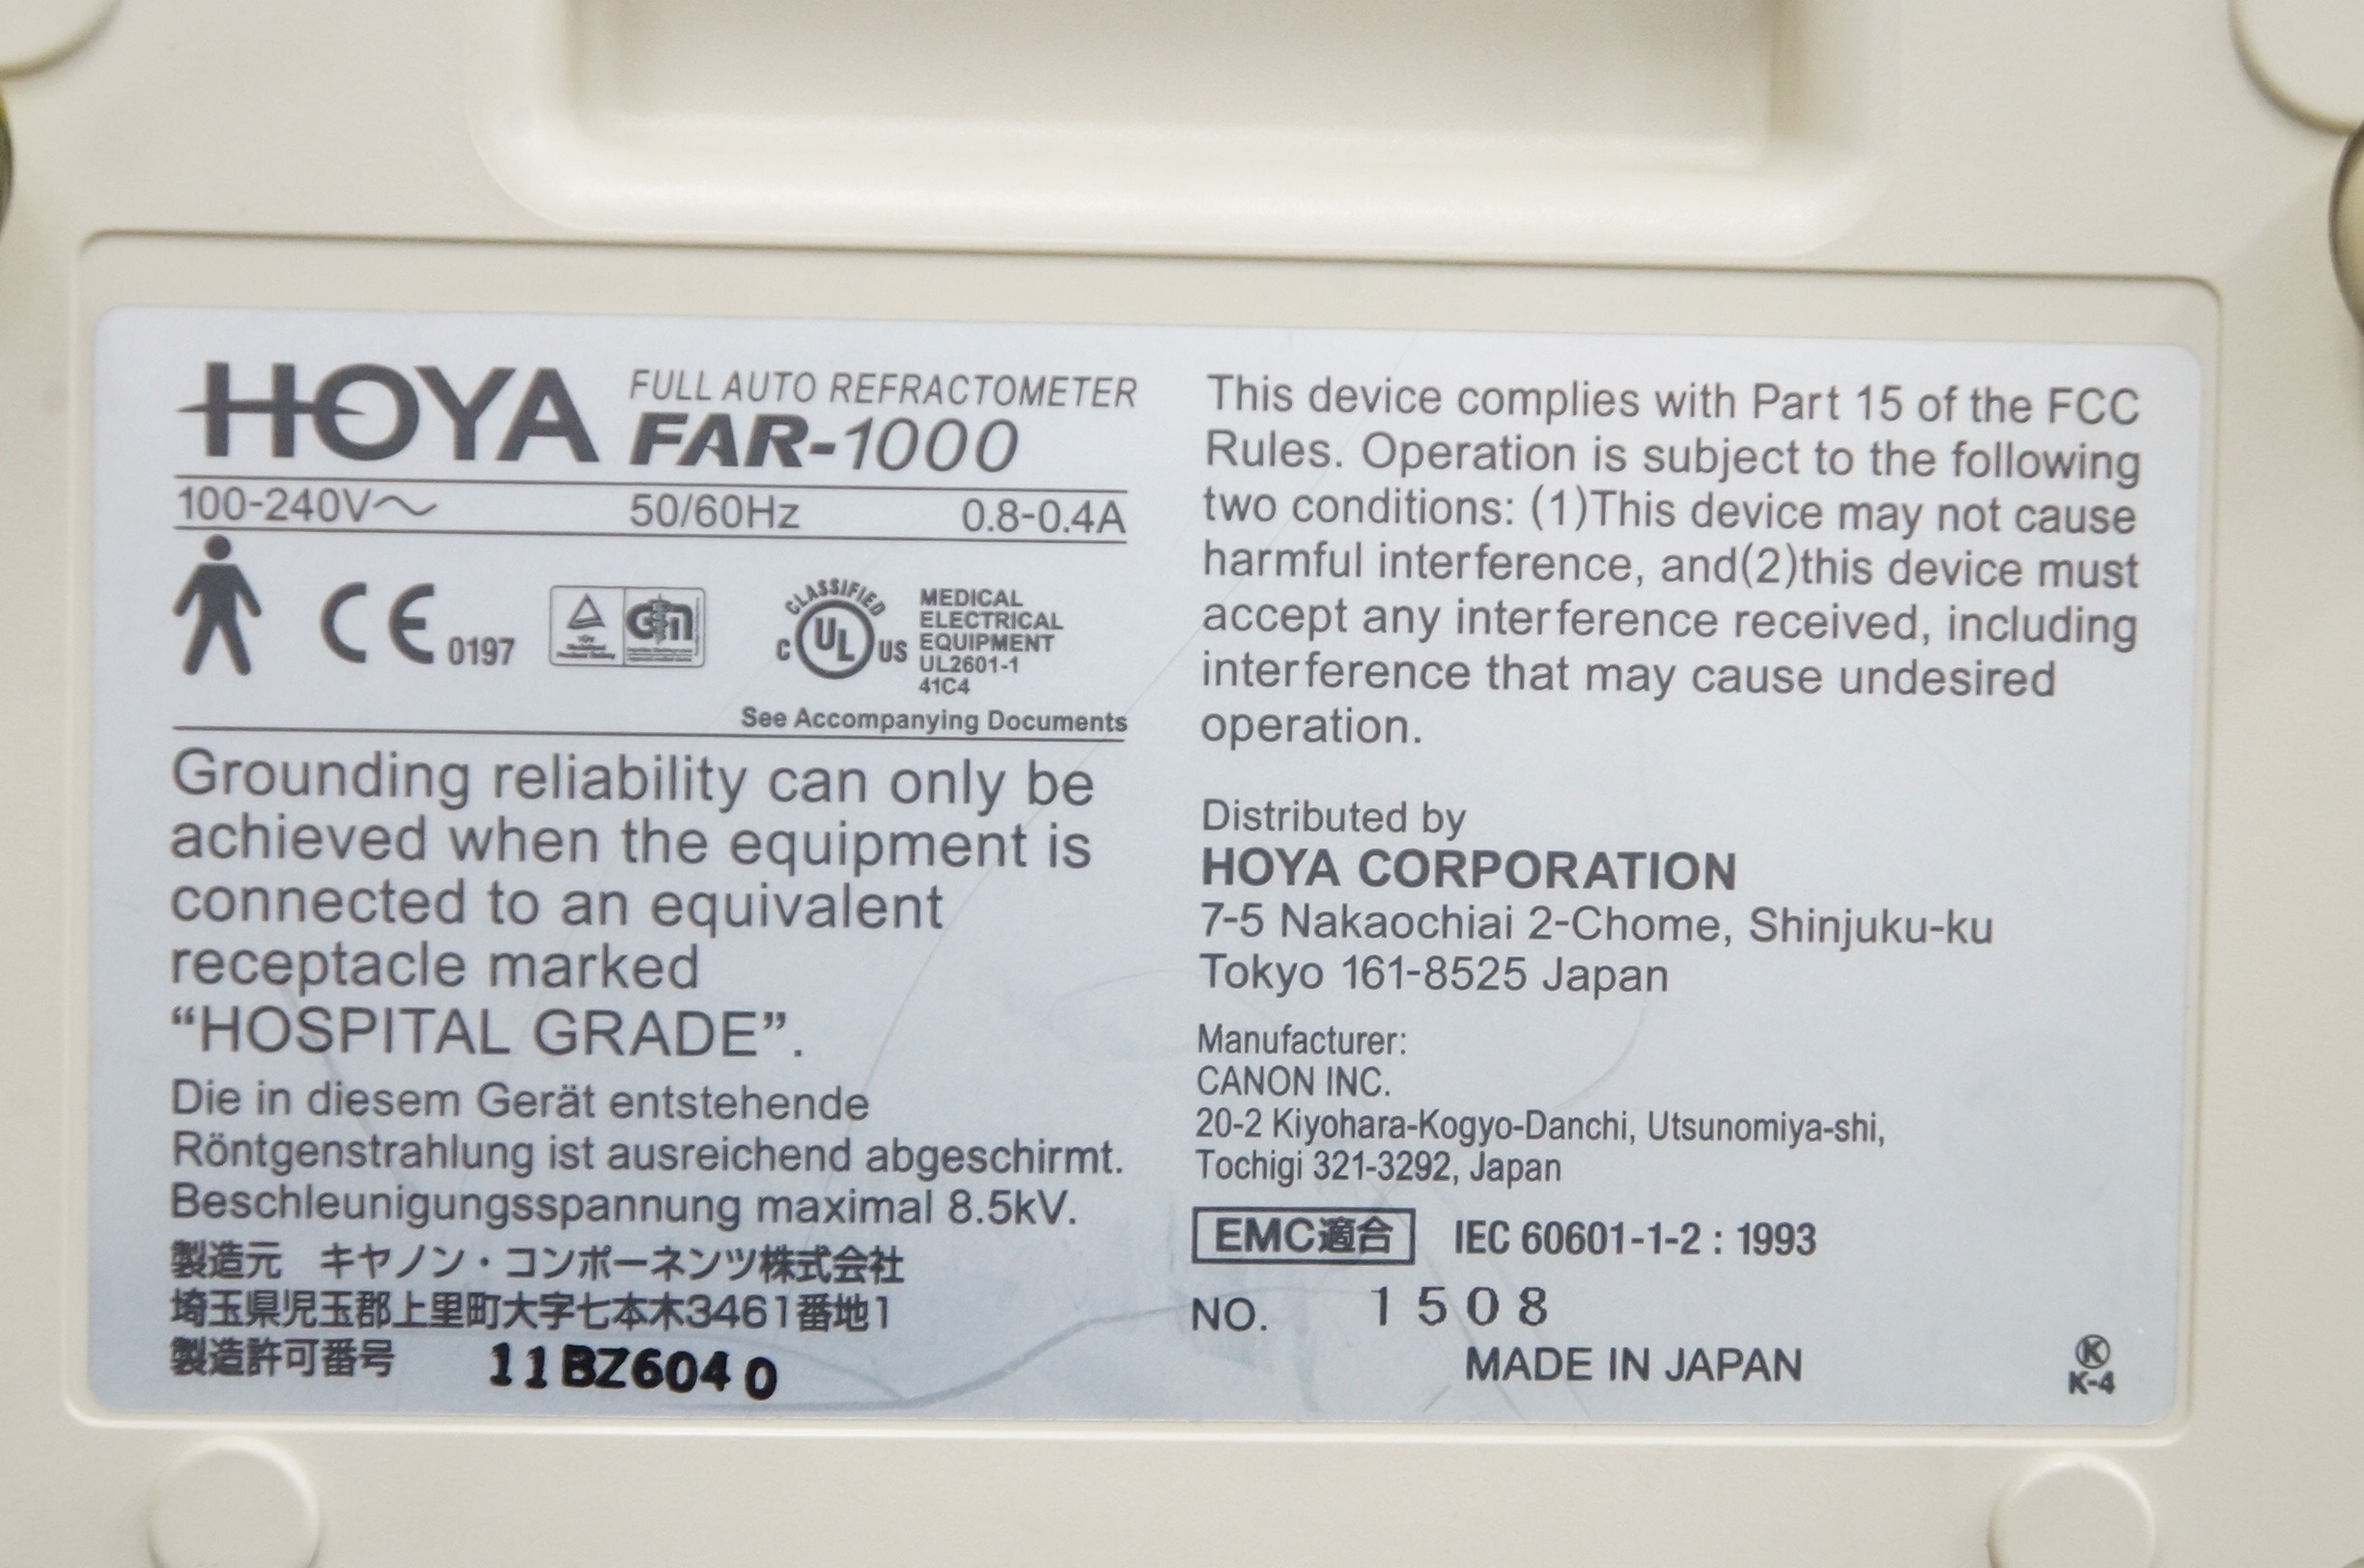 HOYA FULL AUTO REFRACTOMETER
FAR-1000
100-240V～ 50/60Hz 0.8-0.4A
CE 0197
TÜV
GM
CLASSIFIED
C UL US
MEDICAL
ELECTRICAL
EQUIPMENT
UL2601-1
41C4
See Accompanying Documents
Grounding reliability can only be
achieved when the equipment is
connected to an equivalent
receptacle marked
“HOSPITAL GRADE”.
Die in diesem Gerät entstehende
Röntgenstrahlung ist ausreichend abgeschirmt.
Beschleunigungsspannung maximal 8.5kV.
製造元 キヤノン・コンポーネンツ株式会社
埼玉県児玉郡上里町大字七本木3461番地1
製造許可番号 11BZ6040
This device complies with Part 15 of the FCC
Rules. Operation is subject to the following
two conditions: (1)This device may not cause
harmful interference, and(2)this device must
accept any interference received, including
interference that may cause undesired
operation.
Distributed by
HOYA CORPORATION
7-5 Nakaochiai 2-Chome, Shinjuku-ku
Tokyo 161-8525 Japan
Manufacturer:
CANON INC.
20-2 Kiyohara-Kogyo-Danchi, Utsunomiya-shi,
Tochigi 321-3292, Japan
EMC適合 IEC 60601-1-2 : 1993
NO. 1508
MADE IN JAPAN
K
K-4